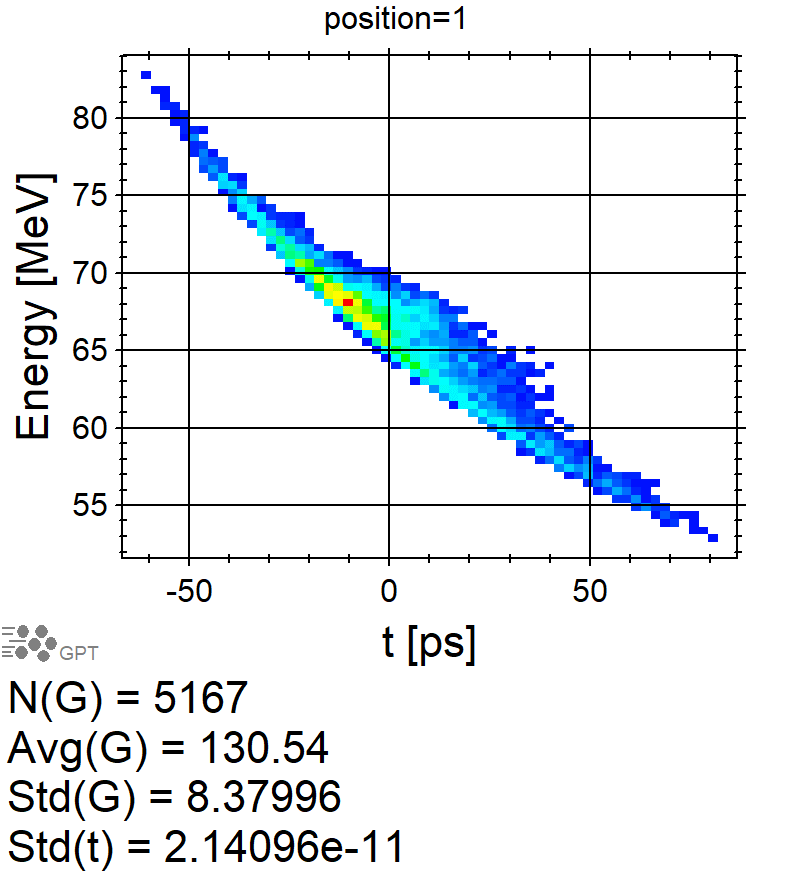 position=1
Energy [MeV]
80
75
70
65
60
55
-50 0 50
t [ps]
GPT
N(G) = 5167
Avg(G) = 130.54
Std(G) = 8.37996
Std(t) = 2.14096e-11